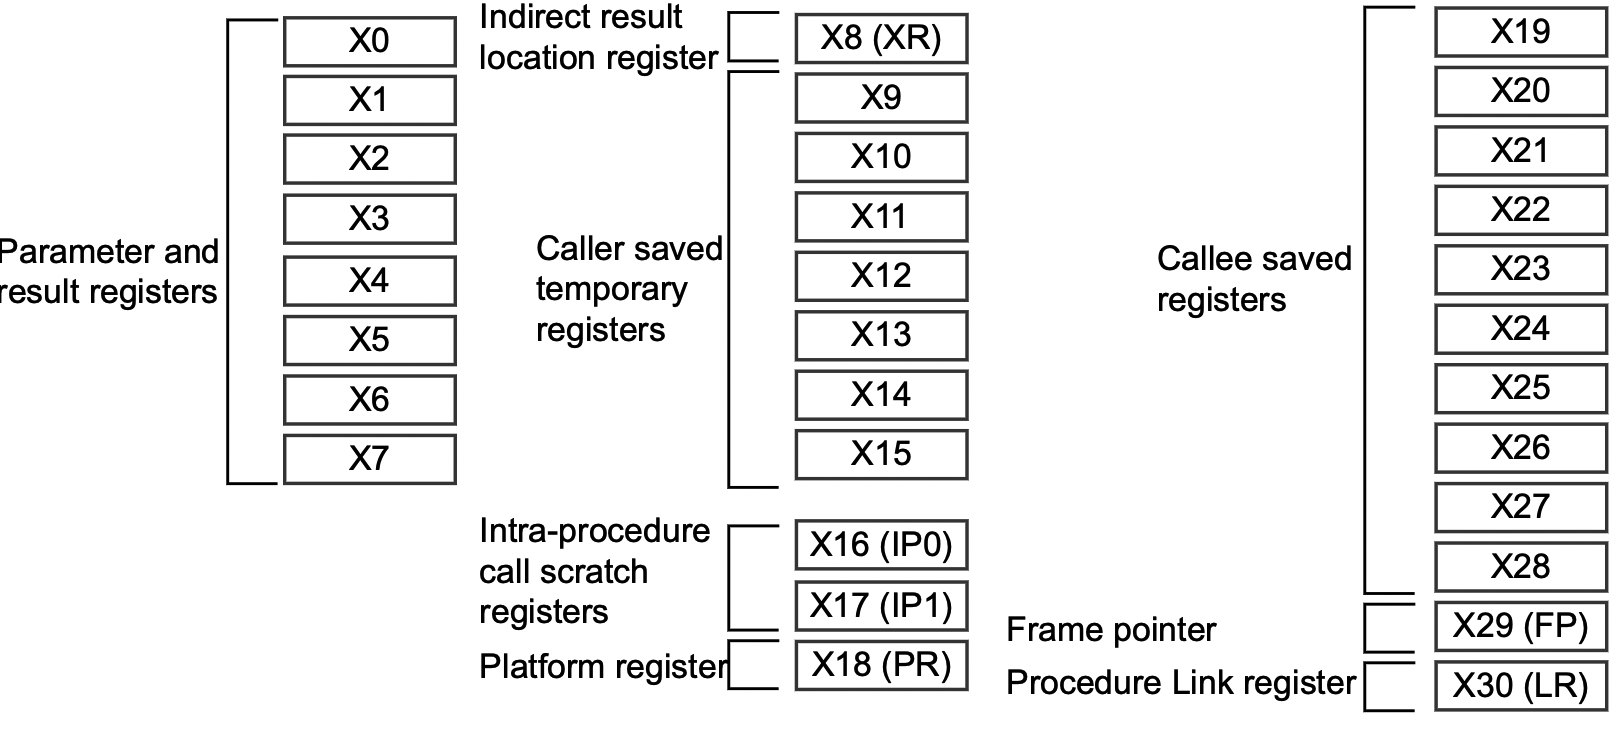 Parameter and
result registers
X0
X1
X2
X3
X4
X5
X6
X7
Indirect result
location register
X8 (XR)
Caller saved
temporary
registers
X9
X10
X11
X12
X13
X14
X15
Intra-procedure
call scratch
registers
X16 (IP0)
X17 (IP1)
Platform register
X18 (PR)
Callee saved
registers
X19
X20
X21
X22
X23
X24
X25
X26
X27
X28
Frame pointer
X29 (FP)
Procedure Link register
X30 (LR)